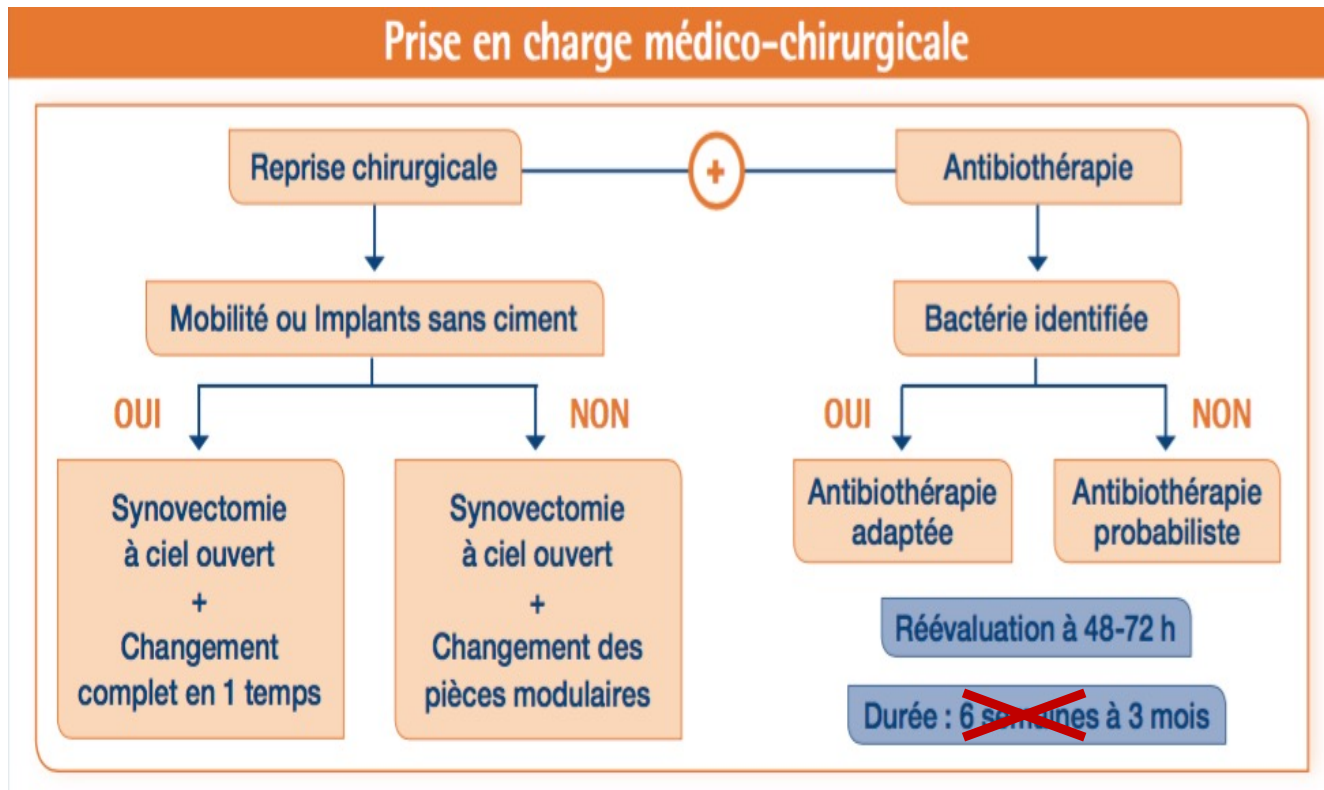 Prise en charge médico-chirurgicale
Reprise chirurgicale
+
Antibiothérapie
Mobilité ou Implants sans ciment
Bactérie identifiée
OUI
NON
OUI
NON
Synovectomie
à ciel ouvert
+
Changement
complet en 1 temps
Synovectomie
à ciel ouvert
+
Changement des
pièces modulaires
Antibiothérapie
adaptée
Antibiothérapie
probabiliste
Réévaluation à 48-72 h
Durée : 6 semaines à 3 mois